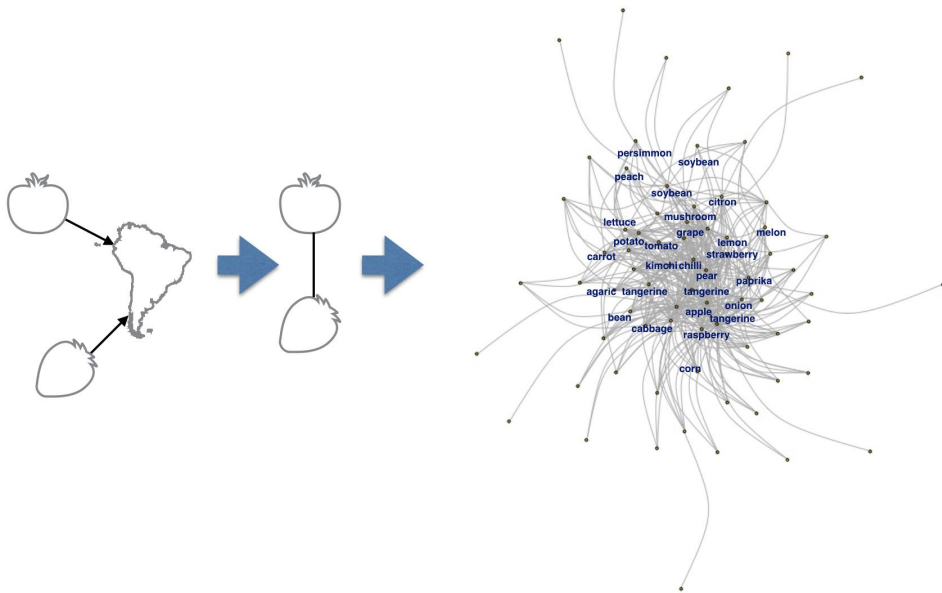 persimmon
soybean
peach
soybean
citron
mushroom
lettuce
grape
melon
potato
tomato
lemon
strawberry
carrot
kimchi
chilli
pear
paprika
agaric
tangerine
tangerine
onion
apple
bean
tangerine
cabbage
raspberry
corn